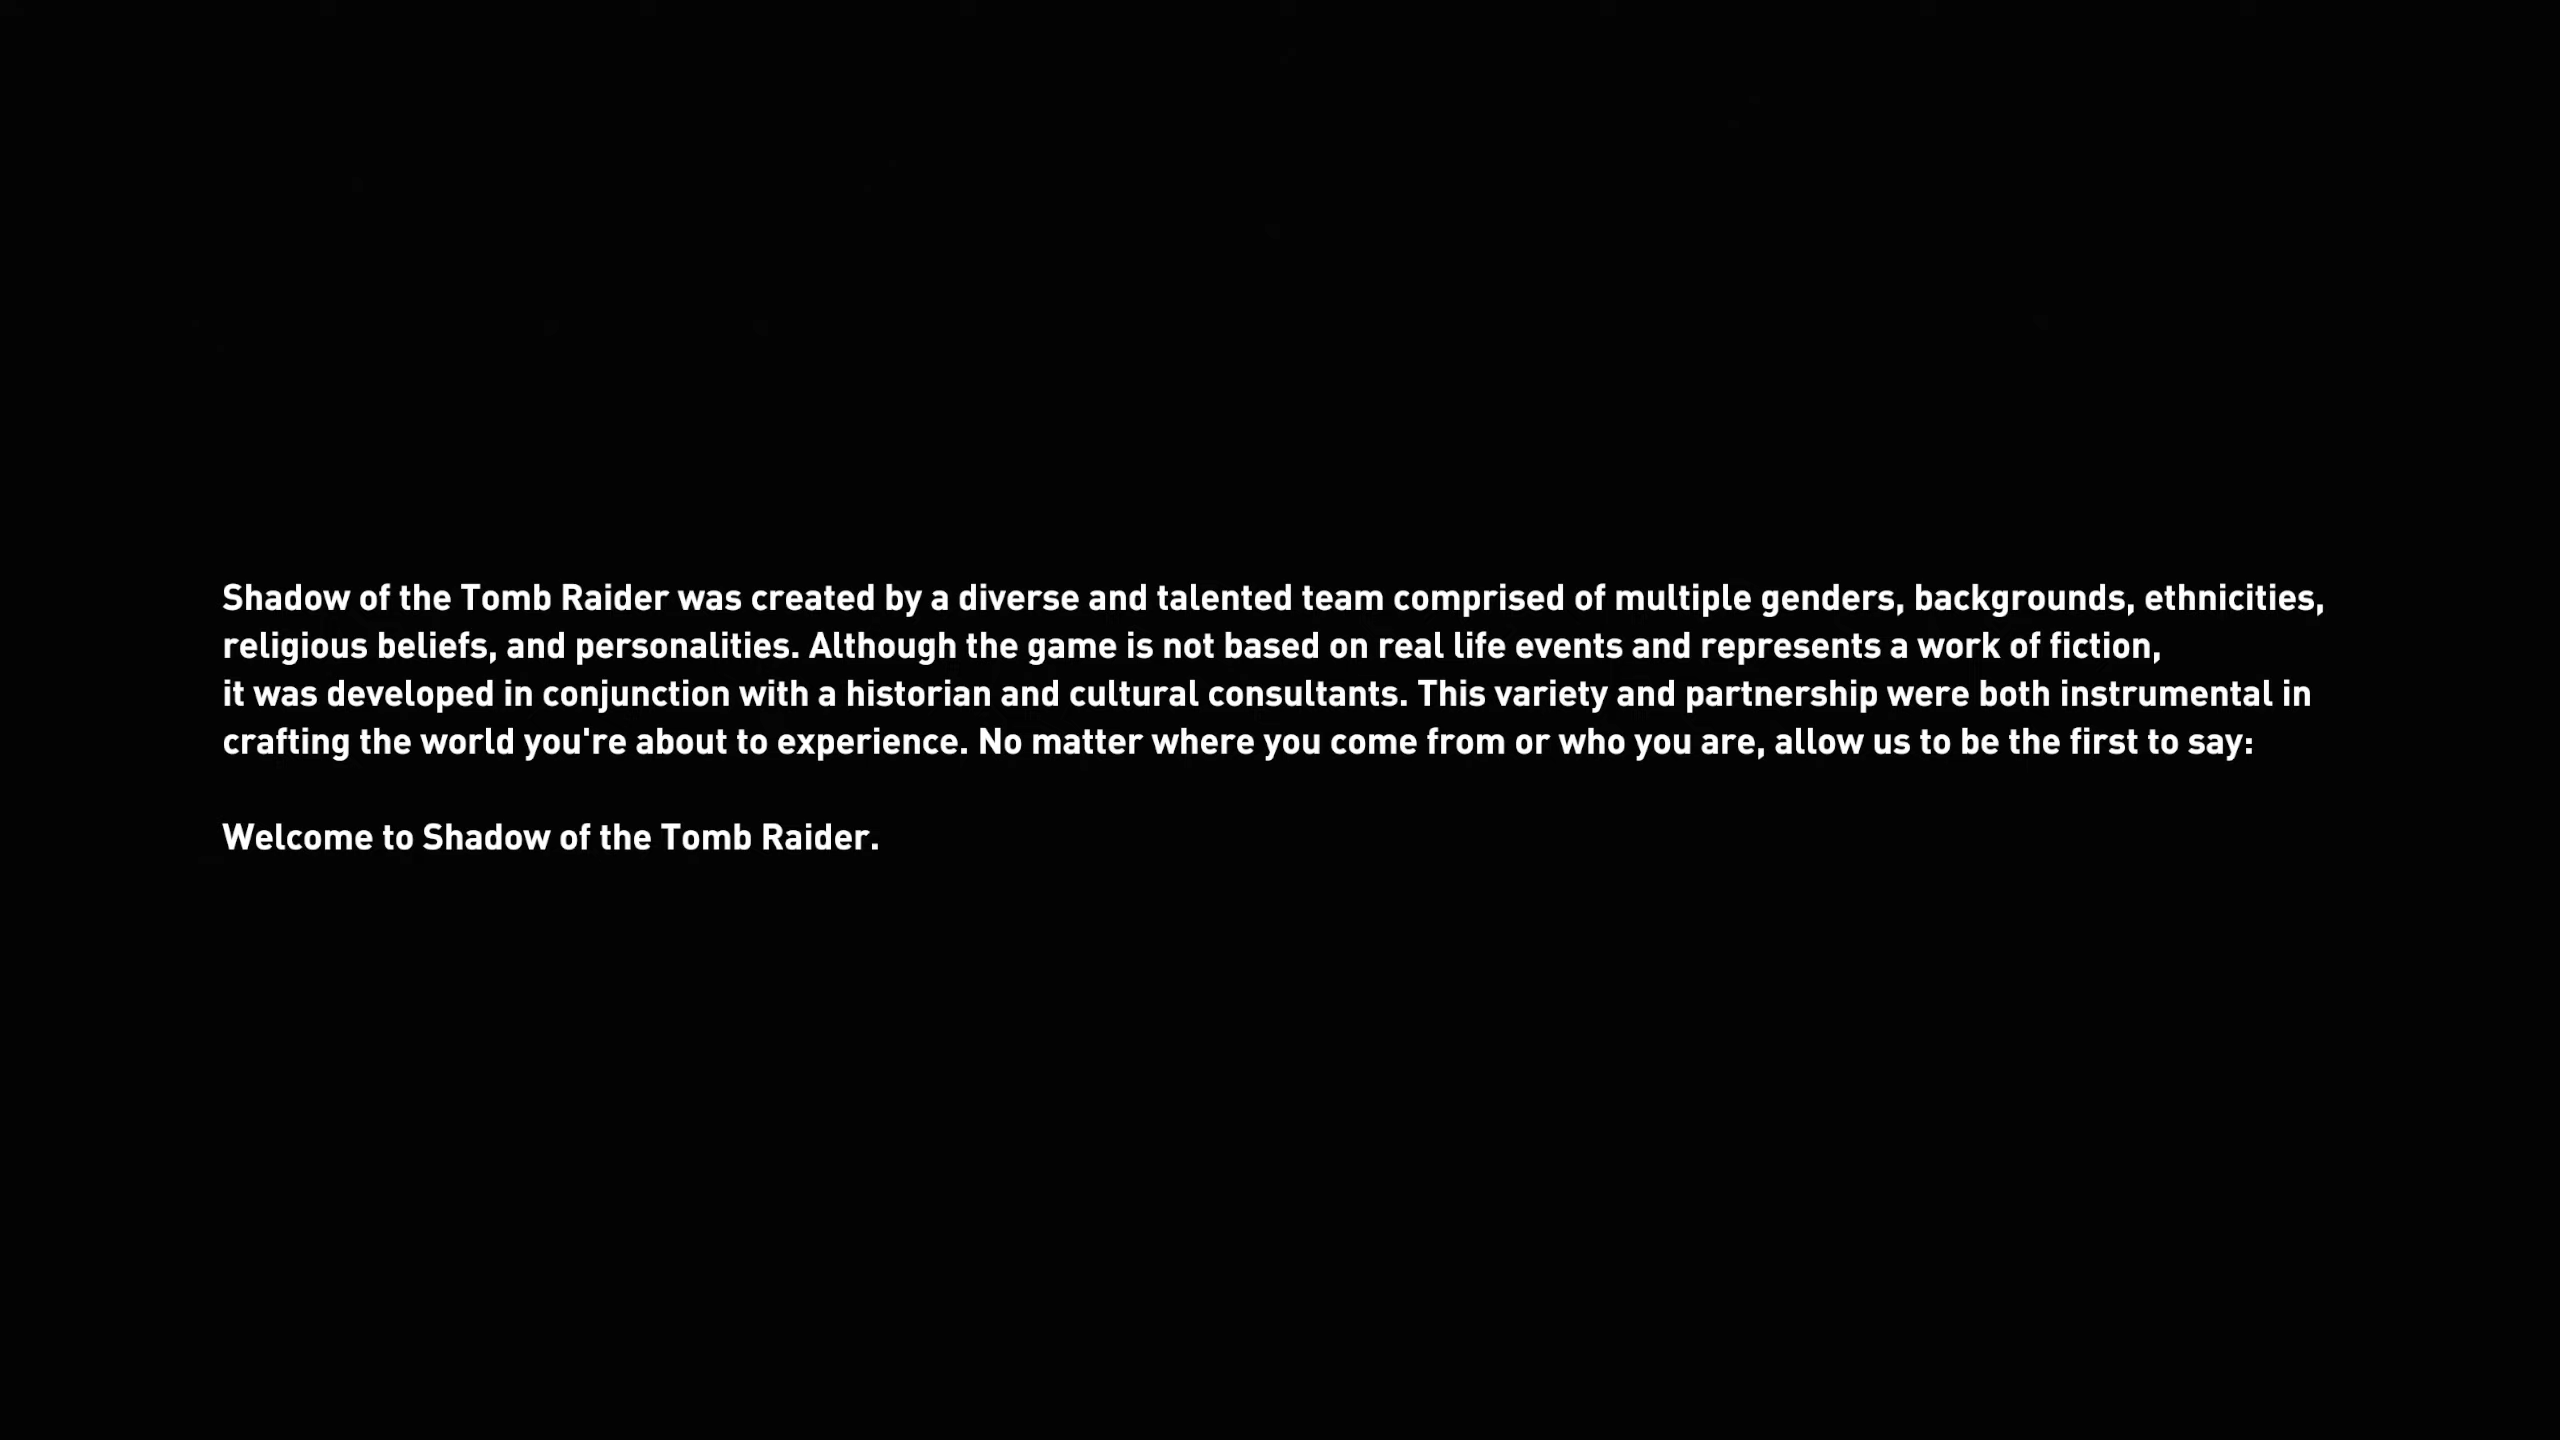 Shadow of the Tomb Raider was created by a diverse and talented team comprised of multiple genders, backgrounds, ethnicities,
religious beliefs, and personalities. Although the game is not based on real life events and represents a work of fiction,
it was developed in conjunction with a historian and cultural consultants. This variety and partnership were both instrumental in
crafting the world you're about to experience. No matter where you come from or who you are, allow us to be the first to say:
Welcome to Shadow of the Tomb Raider.